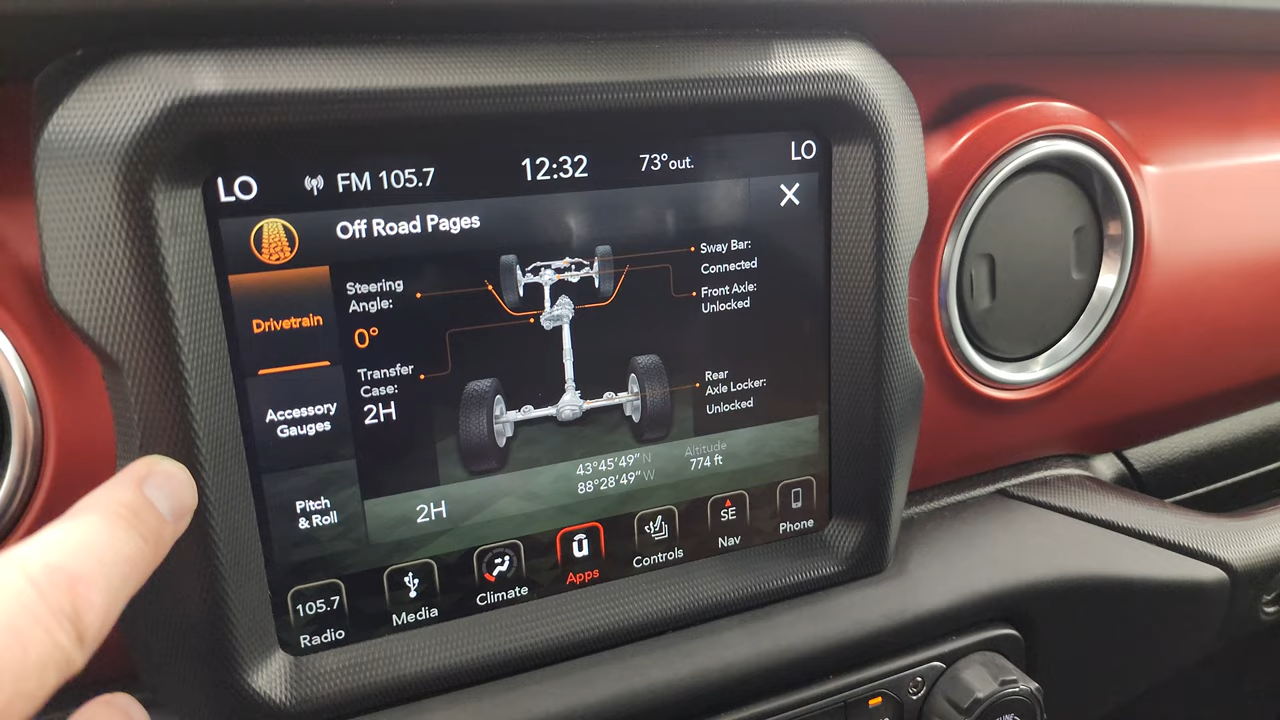 LO
FM 105.7
12:32
73°out.
LO
Off Road Pages
X
Drivetrain
Accessory
Gauges
Pitch
& Roll
Steering
Angle:
0°
Transfer
Case:
2H
Sway Bar:
Connected
Front Axle:
Unlocked
Rear
Axle Locker:
Unlocked
2H
43°45'49"N
88°28'49"W
Altitude
774 ft
105.7
Radio
Media
Climate
Apps
Controls
SE
Nav
Phone